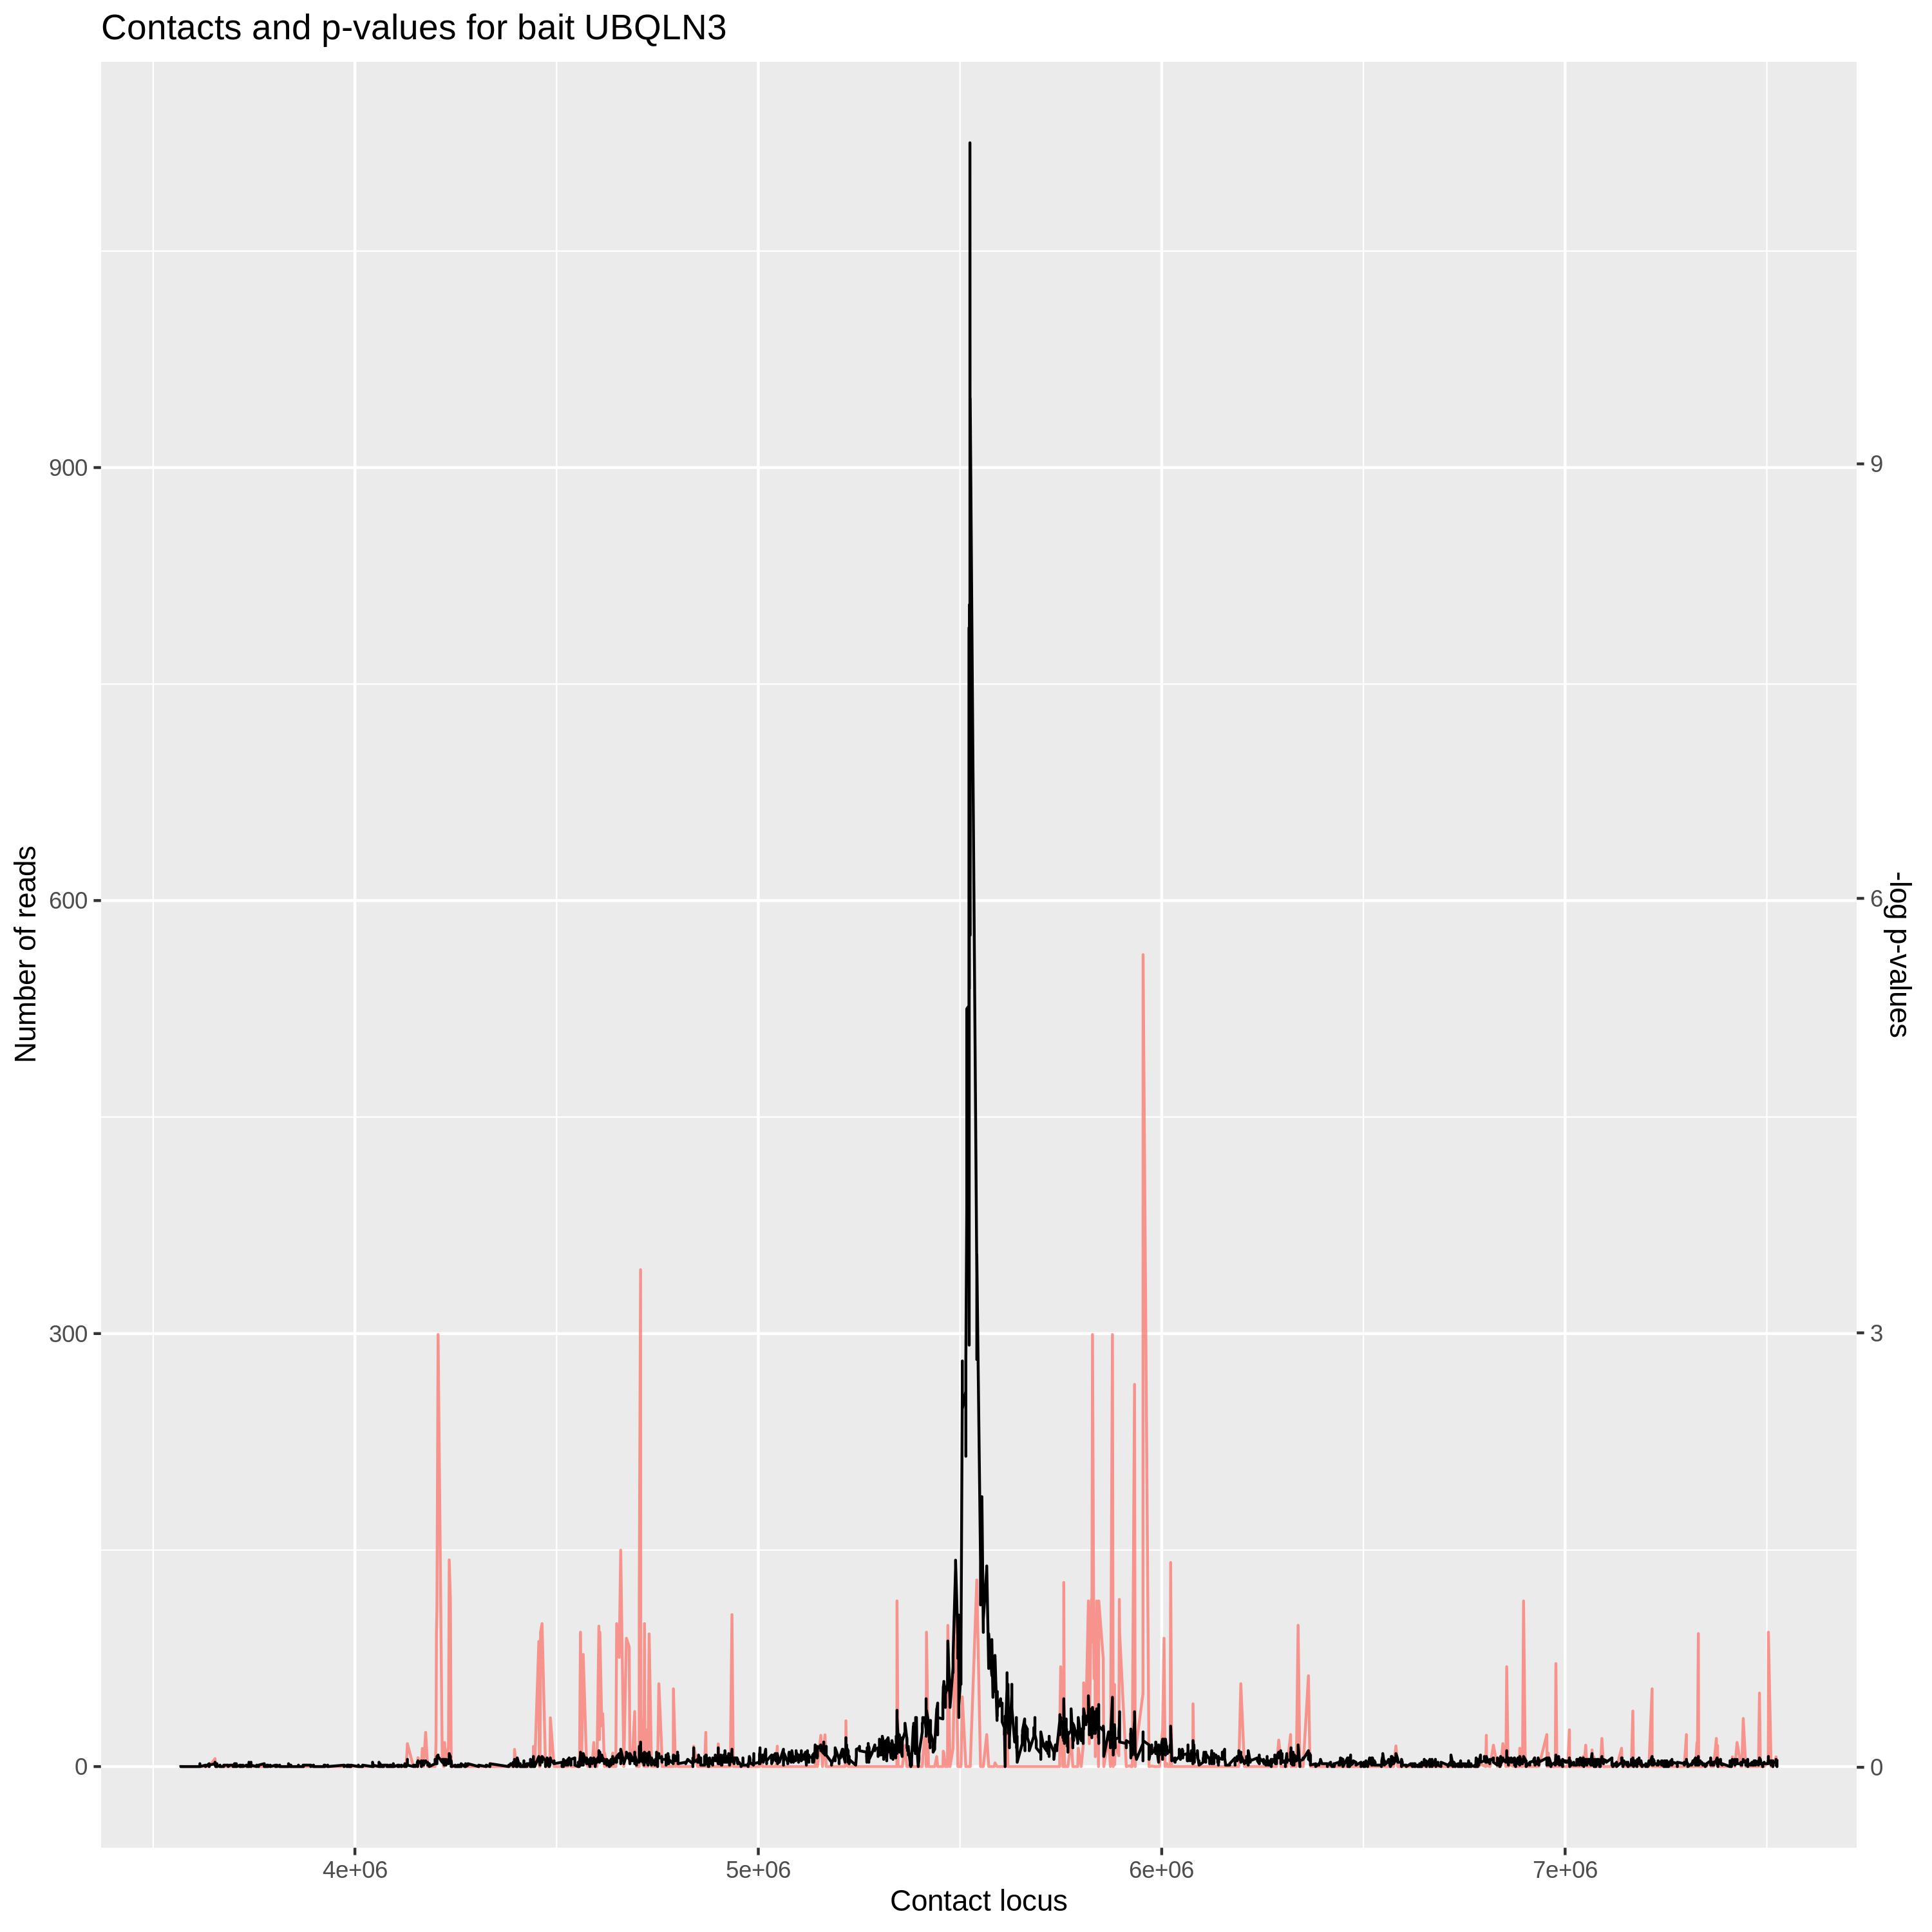 Contacts and p-values for bait UBQLN3
Number of reads
900
600
300
0
9
6
3
0
-log p-values
4e+06
5e+06
6e+06
7e+06
Contact locus